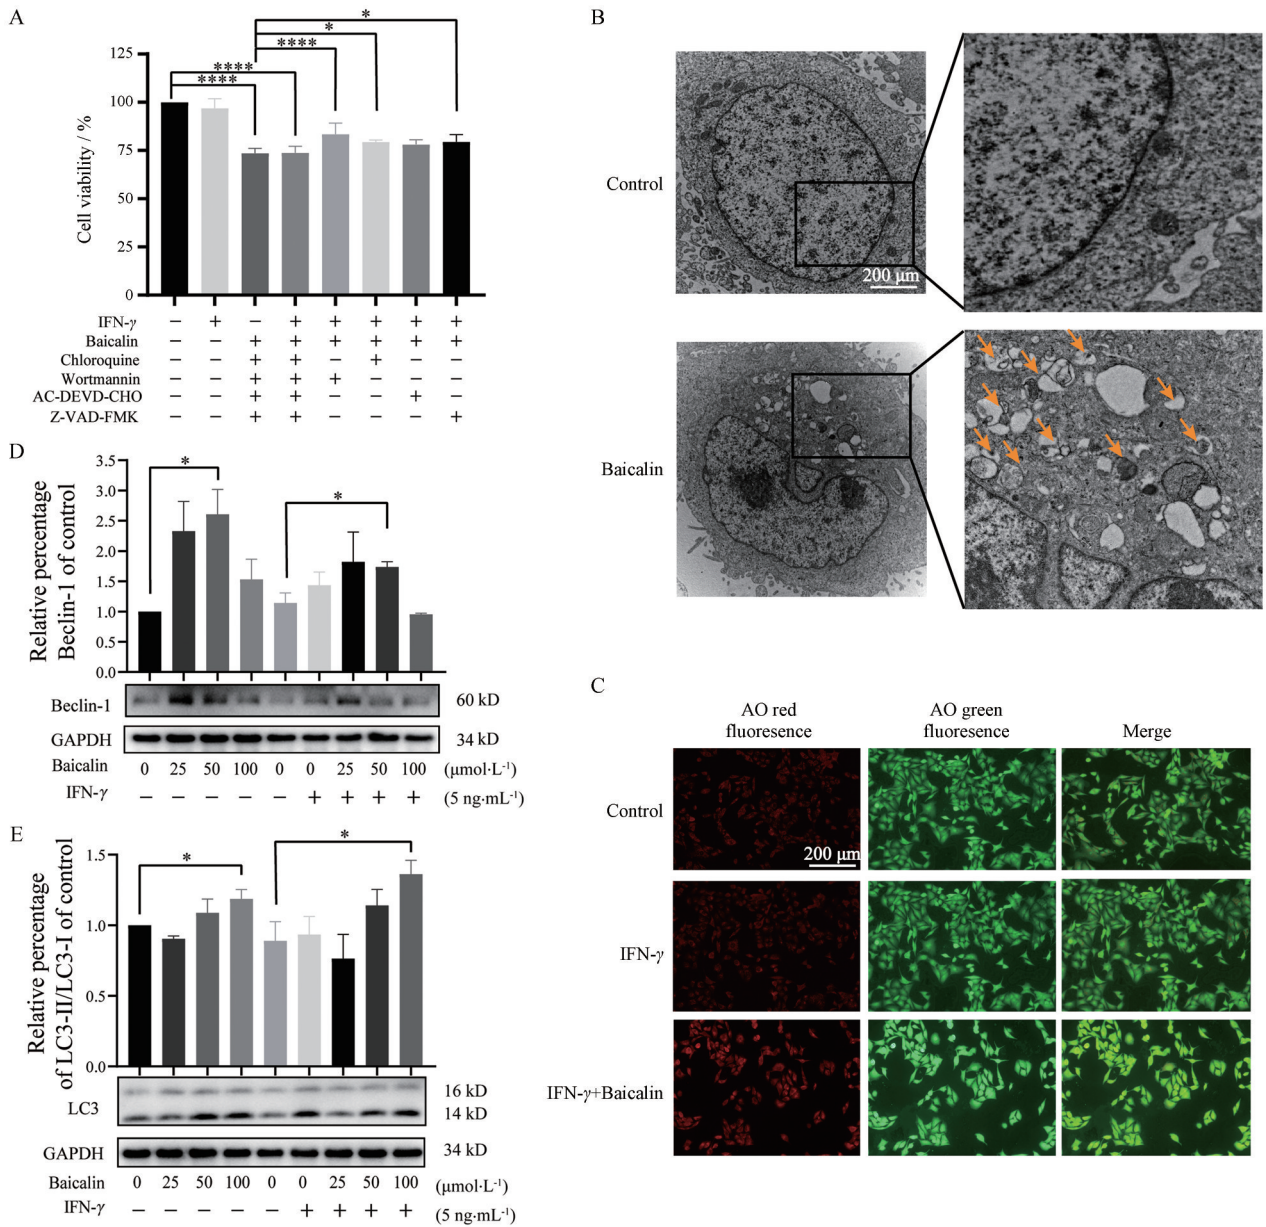 A
*
*
****
****
****
125
100
75
50
25
0
Cell viability / %
IFN-γ − + − + + + + +
Baicalin − − + + + + + +
Chloroquine − − + + − + − −
Wortmannin − − + + + − − −
AC-DEVD-CHO − − + + − − + −
Z-VAD-FMK − − + + − − − +
B
Control
200 μm
Baicalin
C
AO red fluoresence
AO green fluoresence
Merge
Control
200 μm
IFN-γ
IFN-γ+Baicalin
D
*
*
3.5
3.0
2.5
2.0
1.5
1.0
0.5
0.0
Relative percentage
Beclin-1 of control
Beclin-1 60 kD
GAPDH 34 kD
Baicalin 0 25 50 100 0 0 25 50 100 (μmol·L-1)
IFN-γ − − − − − + + + + (5 ng·mL-1)
E
*
*
1.5
1.0
0.5
0.0
Relative percentage
of LC3-II/LC3-I of control
16 kD
LC3
14 kD
GAPDH 34 kD
Baicalin 0 25 50 100 0 0 25 50 100 (μmol·L-1)
IFN-γ − − − − − + + + + (5 ng·mL-1)